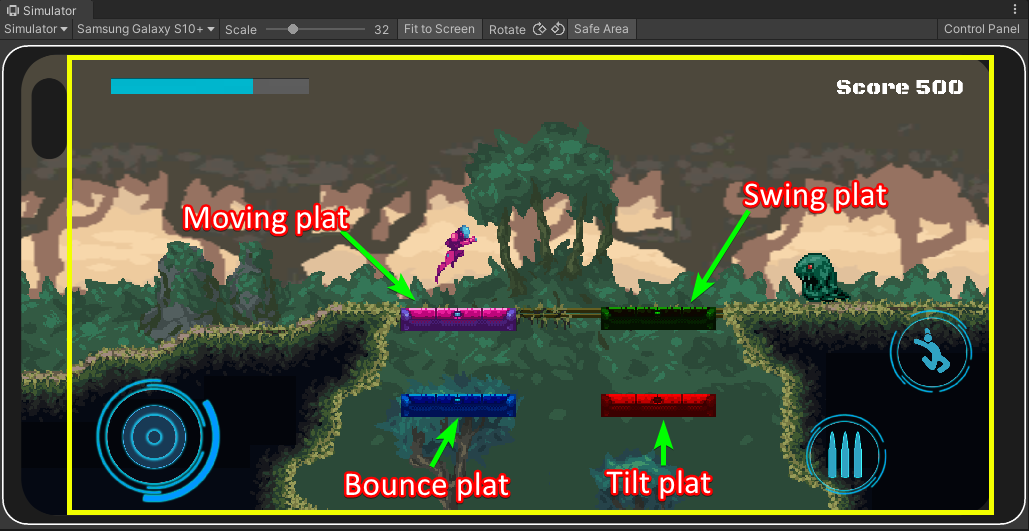 Simulator
Simulator Samsung Galaxy S10+ Scale 32 Fit to Screen Rotate Safe Area Control Panel
Score 500
Swing plat
Moving plat
Bounce plat
Tilt plat